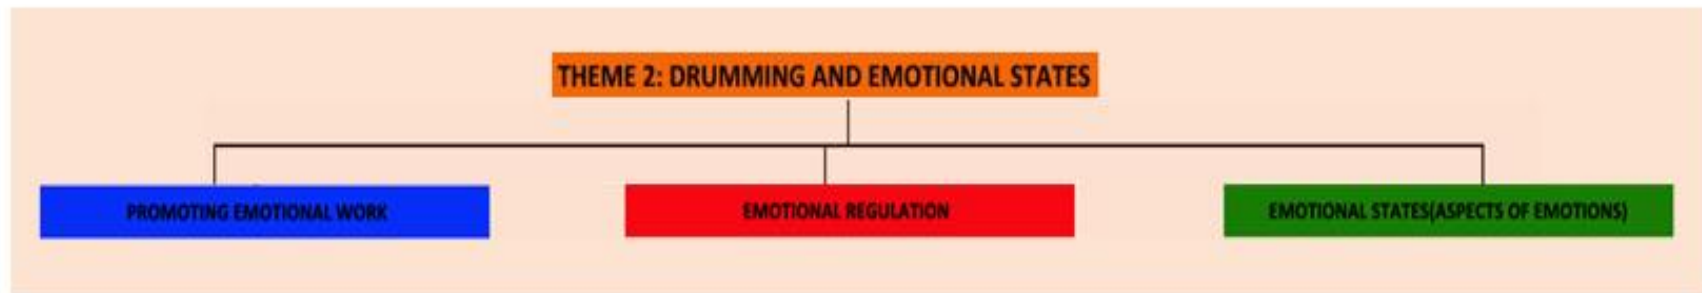 THEME 2: DRUMMING AND EMOTIONAL STATES
PROMOTING EMOTIONAL WORK
EMOTIONAL REGULATION
EMOTIONAL STATES(ASPECTS OF EMOTIONS)